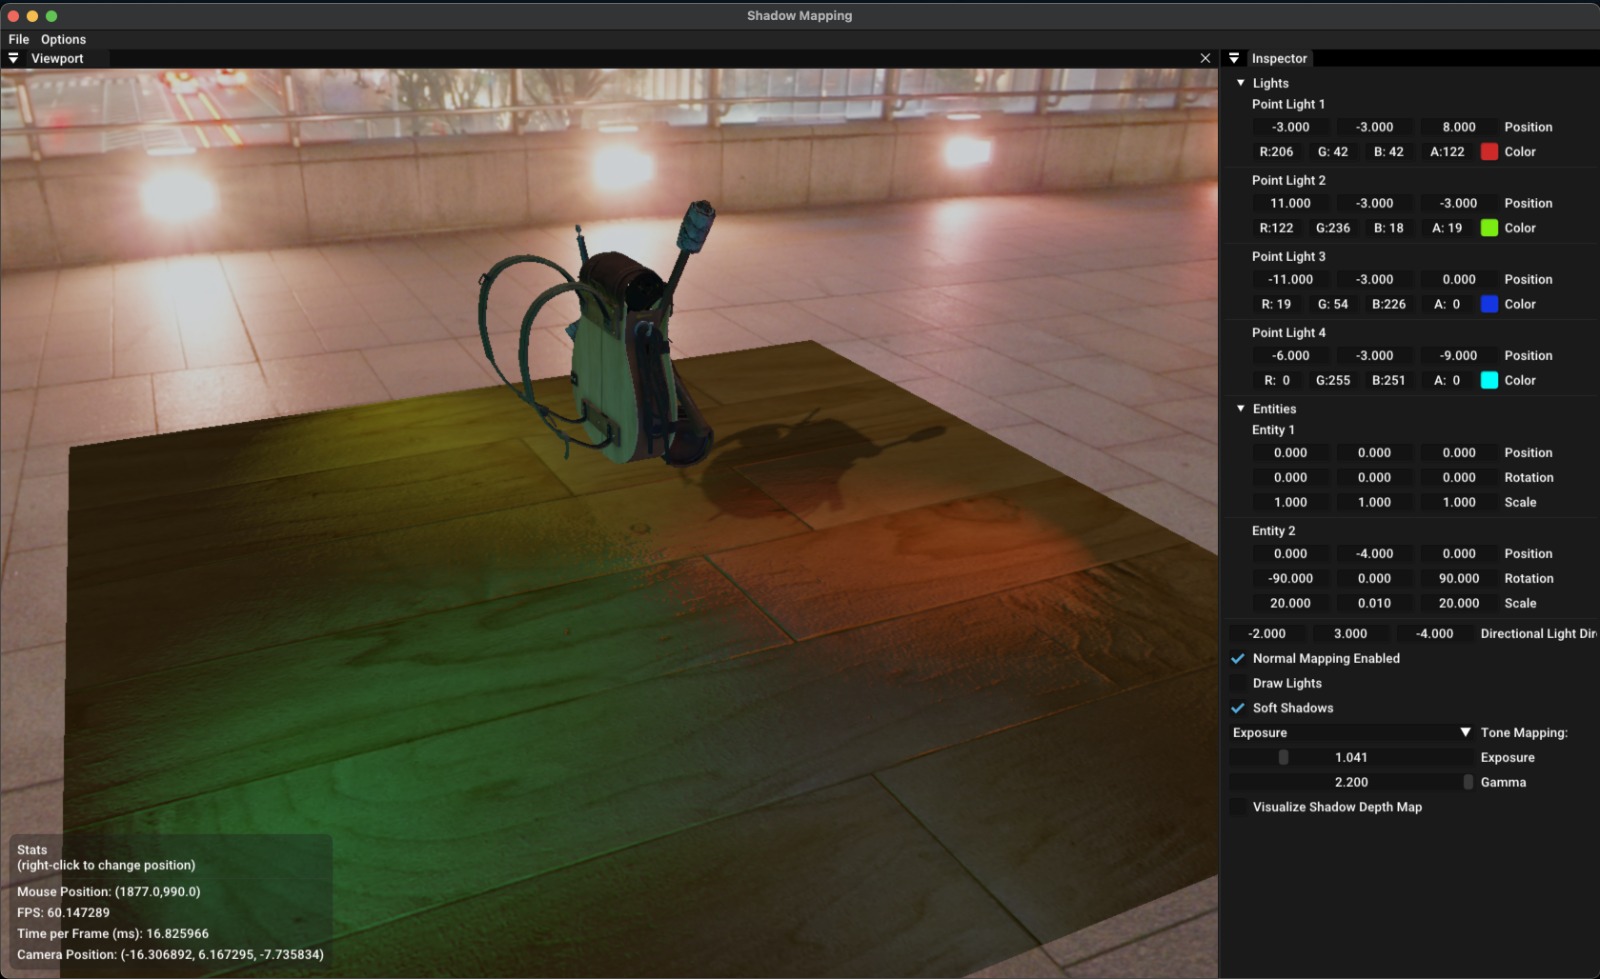 Shadow Mapping
File Options
Viewport
Inspector
Lights
Point Light 1
-3.000 -3.000 8.000 Position
R:206 G: 42 B: 42 A:122 Color
Point Light 2
11.000 -3.000 -3.000 Position
R:122 G:236 B: 18 A: 19 Color
Point Light 3
-11.000 -3.000 0.000 Position
R: 19 G: 54 B:226 A: 0 Color
Point Light 4
-6.000 -3.000 -9.000 Position
R: 0 G:255 B:251 A: 0 Color
Entities
Entity 1
0.000 0.000 0.000 Position
0.000 0.000 0.000 Rotation
1.000 1.000 1.000 Scale
Entity 2
0.000 -4.000 0.000 Position
-90.000 0.000 90.000 Rotation
20.000 0.010 20.000 Scale
-2.000 3.000 -4.000 Directional Light Dir
Normal Mapping Enabled
Draw Lights
Soft Shadows
Exposure Tone Mapping:
1.041 Exposure
2.200 Gamma
Visualize Shadow Depth Map
Stats
(right-click to change position)
Mouse Position: (1877.0,990.0)
FPS: 60.147289
Time per Frame (ms): 16.825966
Camera Position: (-16.306892, 6.167295, -7.735834)